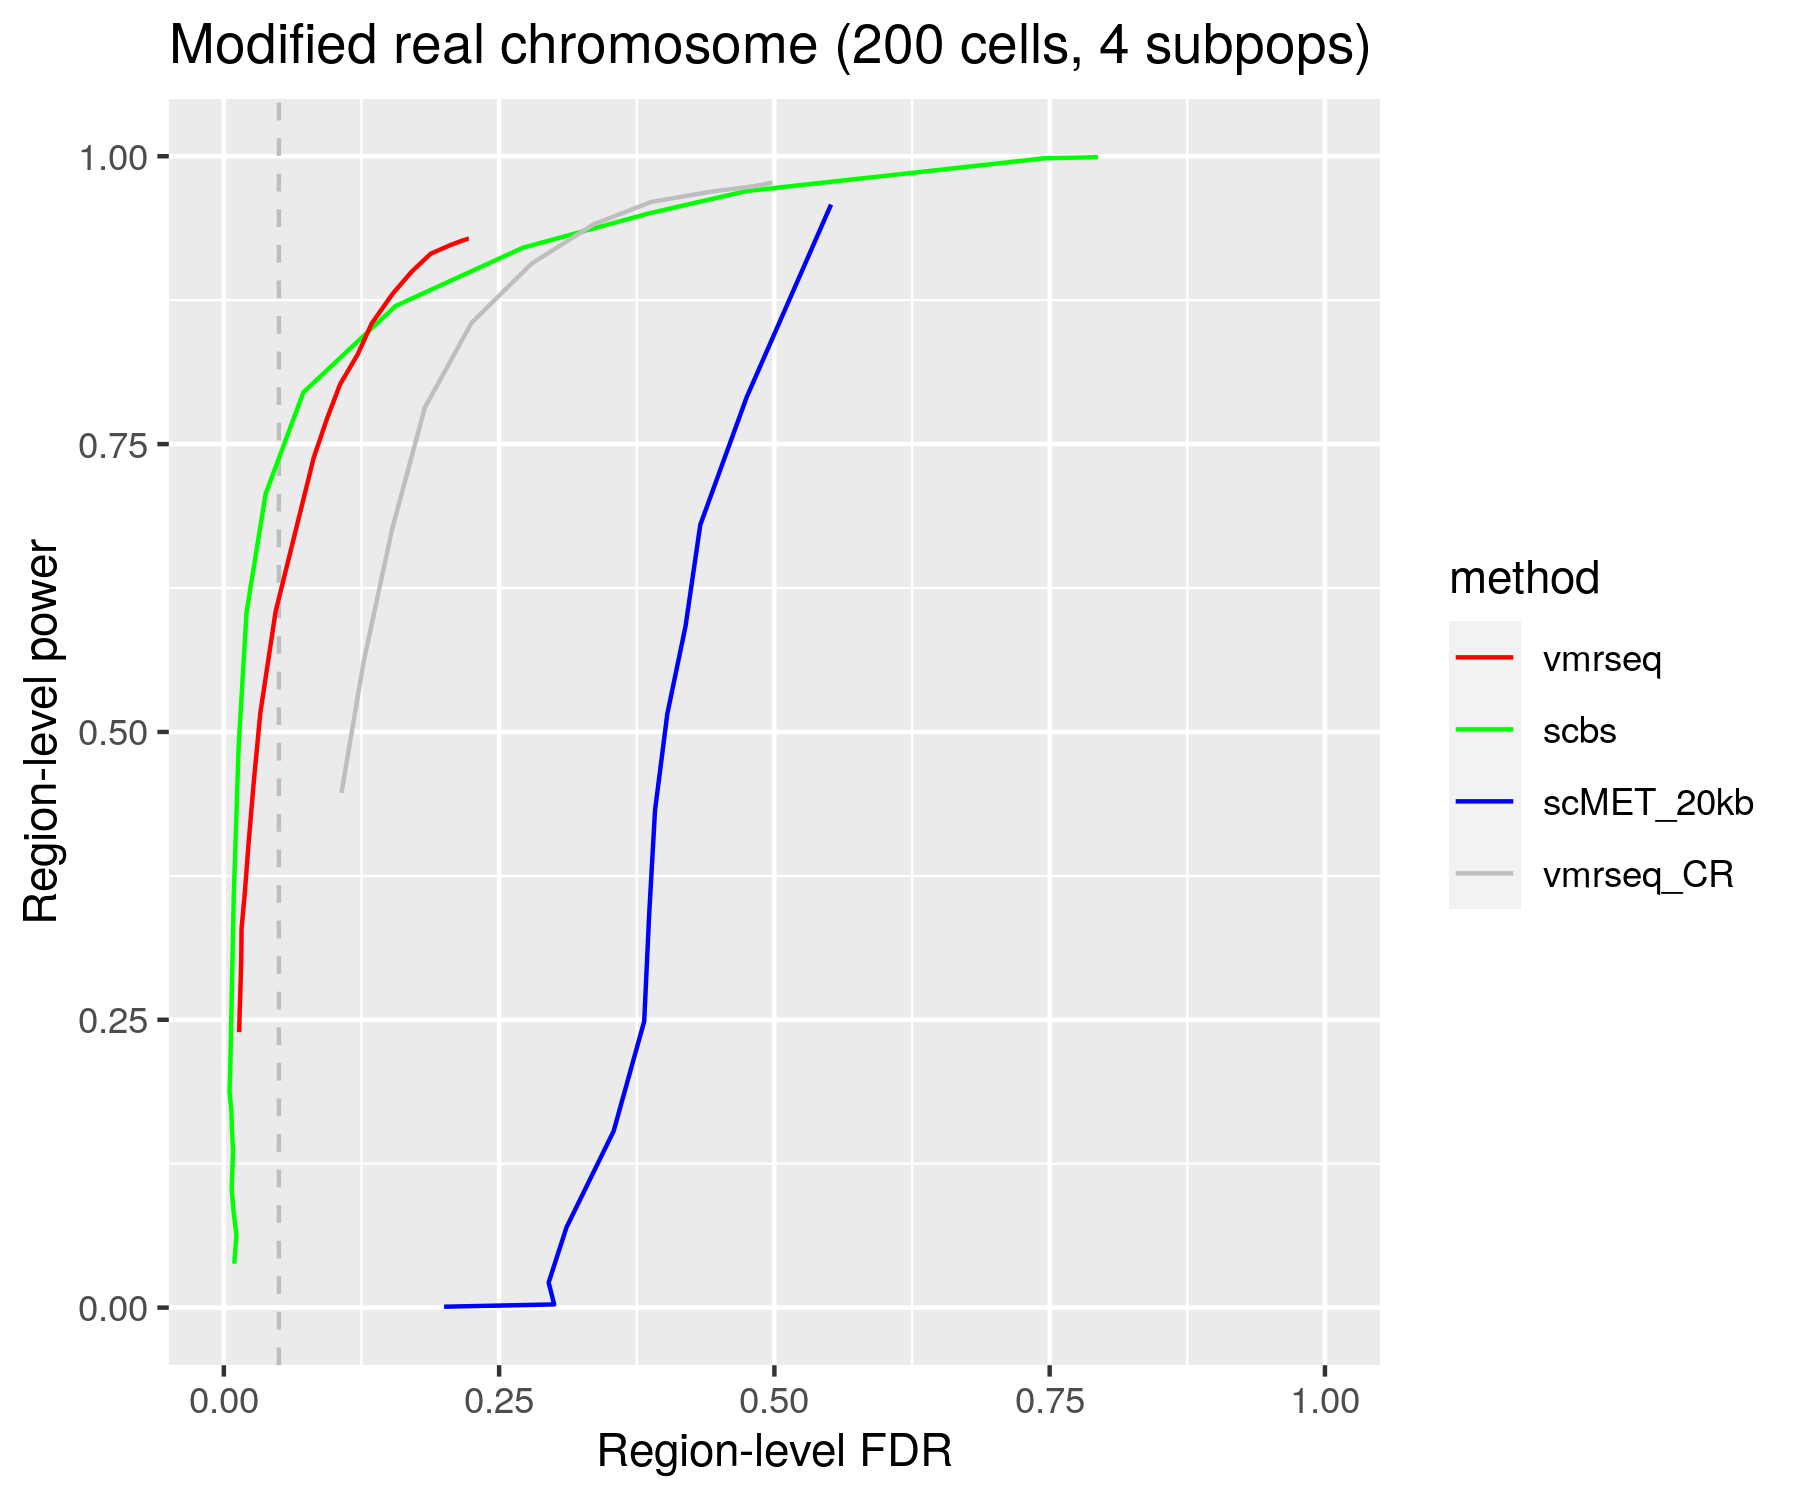 Modified real chromosome (200 cells, 4 subpops)
1.00
0.75
0.50
0.25
0.00
Region-level power
0.00 0.25 0.50 0.75 1.00
Region-level FDR
method
vmrseq
scbs
scMET_20kb
vmrseq_CR